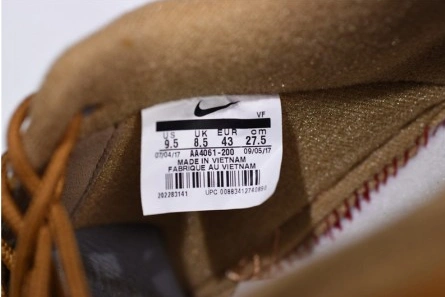 VF
US UK EUR cm
9.5 8.5 43 27.5
07/04/17 AA4061-200 09/05/17
MADE IN VIETNAM
FABRIQUE AU VIETNAM
202283141